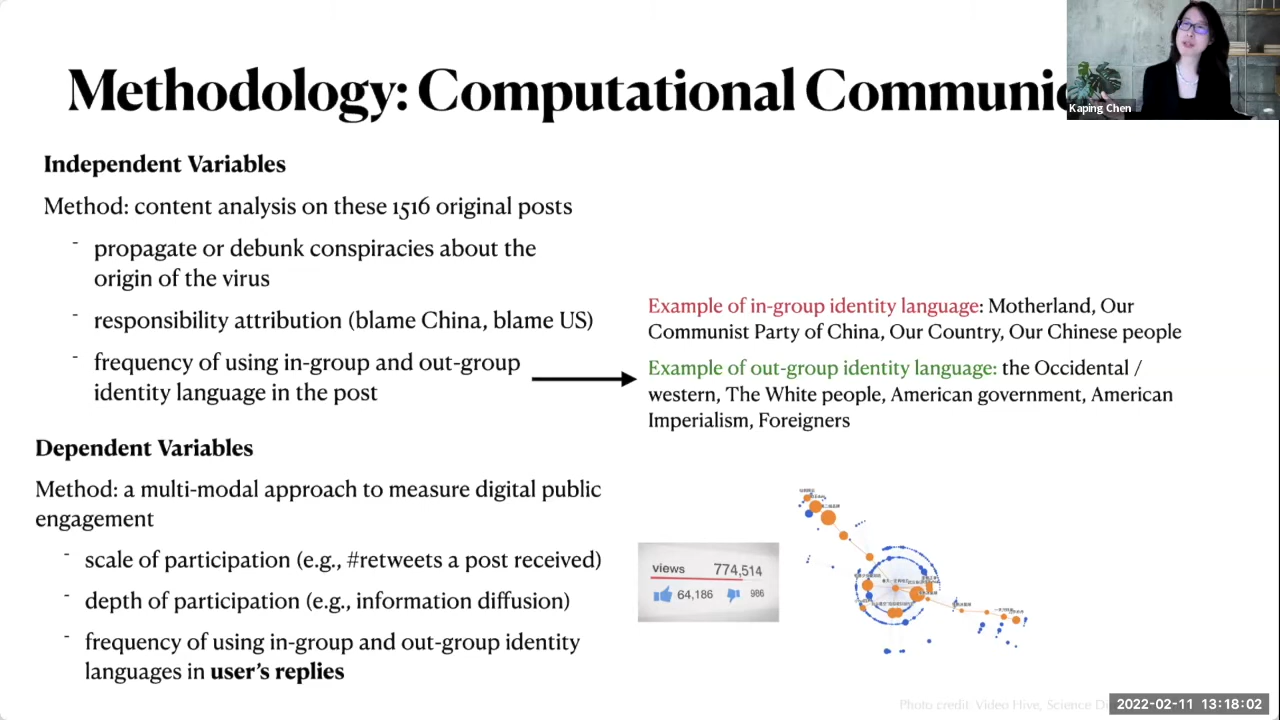 Methodology: Computational Communic
Kaping Chen
Independent Variables
Method: content analysis on these 1516 original posts
- propagate or debunk conspiracies about the
origin of the virus
- responsibility attribution (blame China, blame US)
- frequency of using in-group and out-group
identity language in the post
Example of in-group identity language: Motherland, Our
Communist Party of China, Our Country, Our Chinese people
Example of out-group identity language: the Occidental /
western, The White people, American government, American
Imperialism, Foreigners
Dependent Variables
Method: a multi-modal approach to measure digital public
engagement
- scale of participation (e.g., #retweets a post received)
- depth of participation (e.g., information diffusion)
- frequency of using in-group and out-group identity
languages in user's replies
views 774,514
64,186 986
Photo credit: Video Hive, Science
2022-02-11 13:18:02